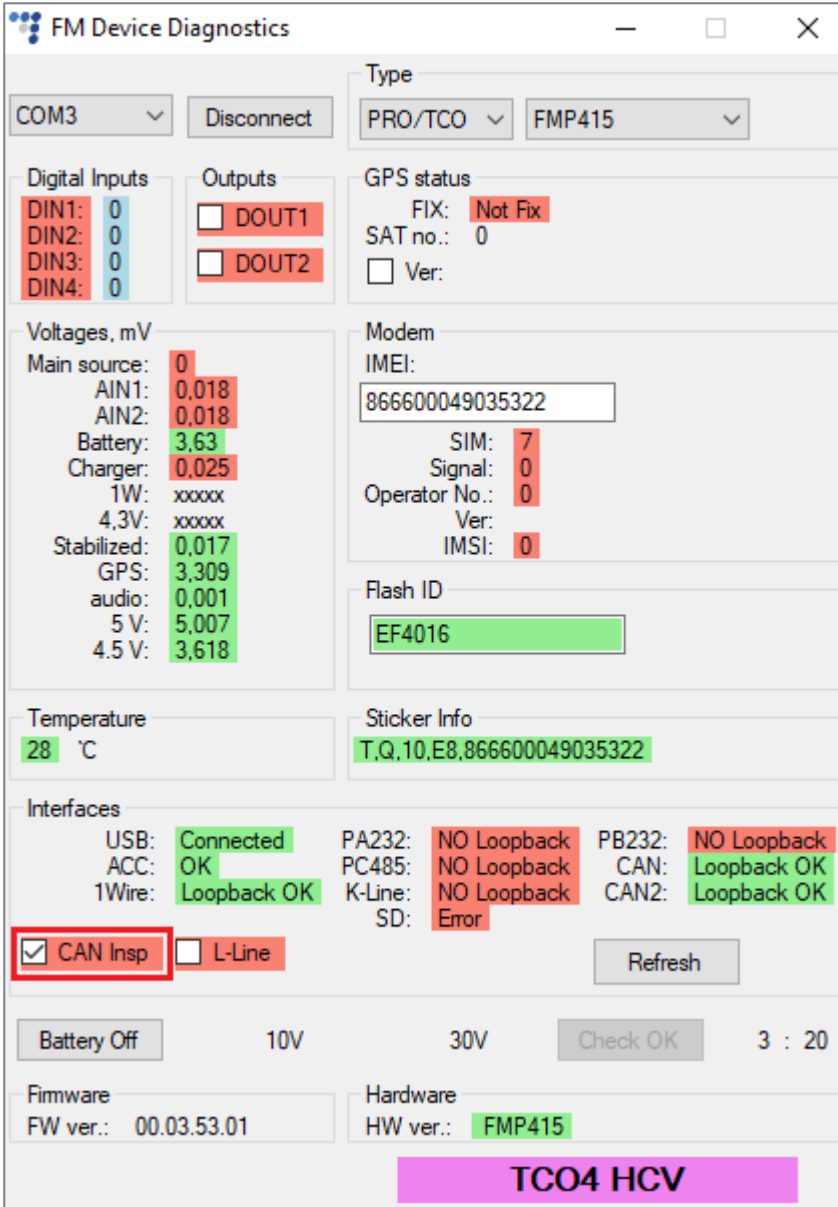 FM Device Diagnostics
COM3
Disconnect
Type
PRO/TCO
FMP415
Digital Inputs
DIN1: 0
DIN2: 0
DIN3: 0
DIN4: 0
Outputs
DOUT1
DOUT2
GPS status
FIX: Not Fix
SAT no.: 0
Ver:
Voltages, mV
Main source: 0
AIN1: 0,018
AIN2: 0,018
Battery: 3,63
Charger: 0,025
1W: xxxxx
4,3V: xxxxx
Stabilized: 0,017
GPS: 3,309
audio: 0,001
5 V: 5,007
4.5 V: 3,618
Modem
IMEI:
866600049035322
SIM: 7
Signal: 0
Operator No.: 0
Ver:
IMSI: 0
Flash ID
EF4016
Temperature
28 °C
Sticker Info
T,Q,10,E8,866600049035322
Interfaces
USB: Connected PA232: NO Loopback PB232: NO Loopback
ACC: OK PC485: NO Loopback CAN: Loopback OK
1Wire: Loopback OK K-Line: NO Loopback CAN2: Loopback OK
SD: Error
CAN Insp L-Line Refresh
Battery Off 10V 30V Check OK 3 : 20
Firmware
FW ver.: 00.03.53.01
Hardware
HW ver.: FMP415
TCO4 HCV